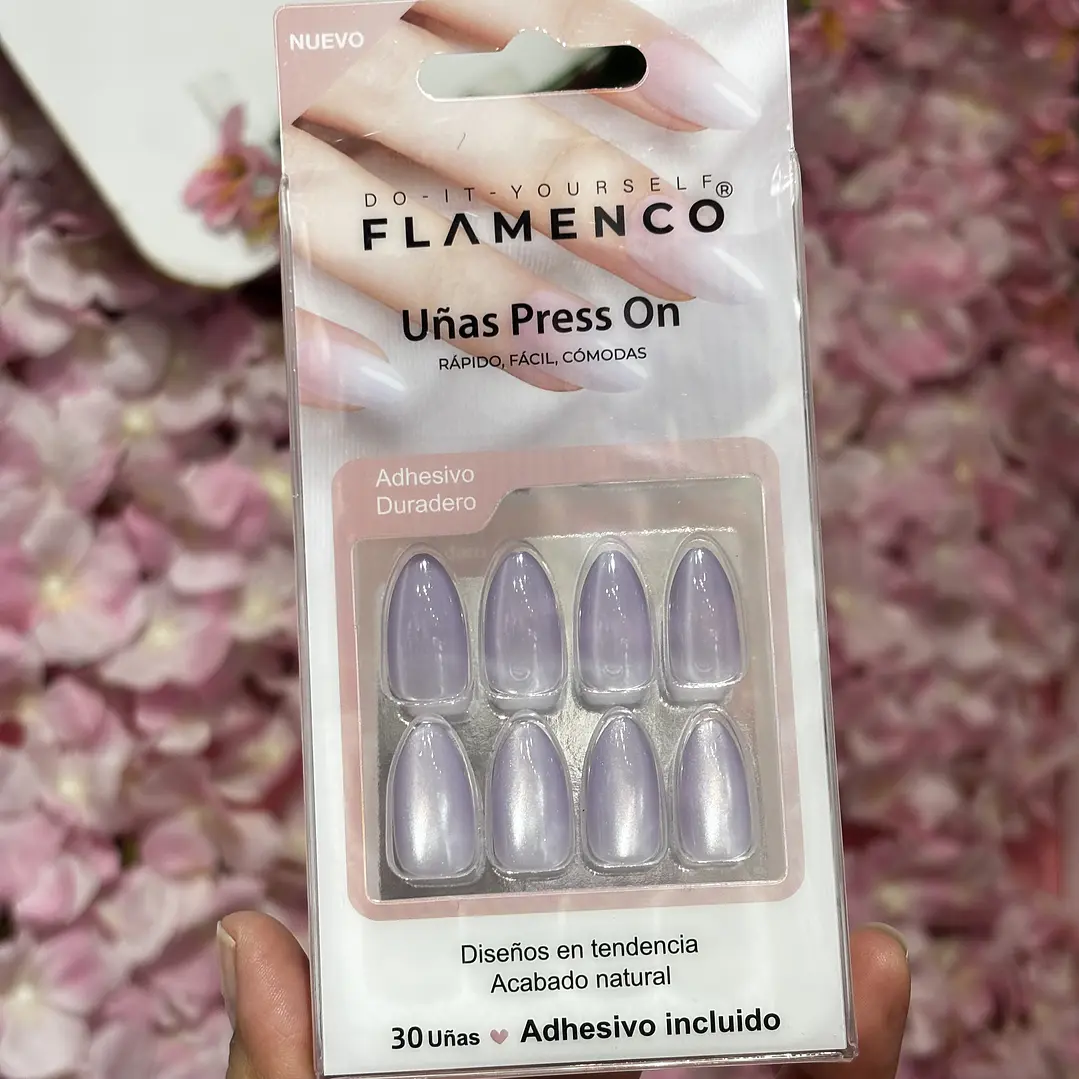 NUEVO
DO-IT-YOURSELF
FLAMENCO®
Uñas Press On
RÁPIDO, FÁCIL, CÓMODAS
Adhesivo
Duradero
Diseños en tendencia
Acabado natural
30 Uñas Adhesivo incluido